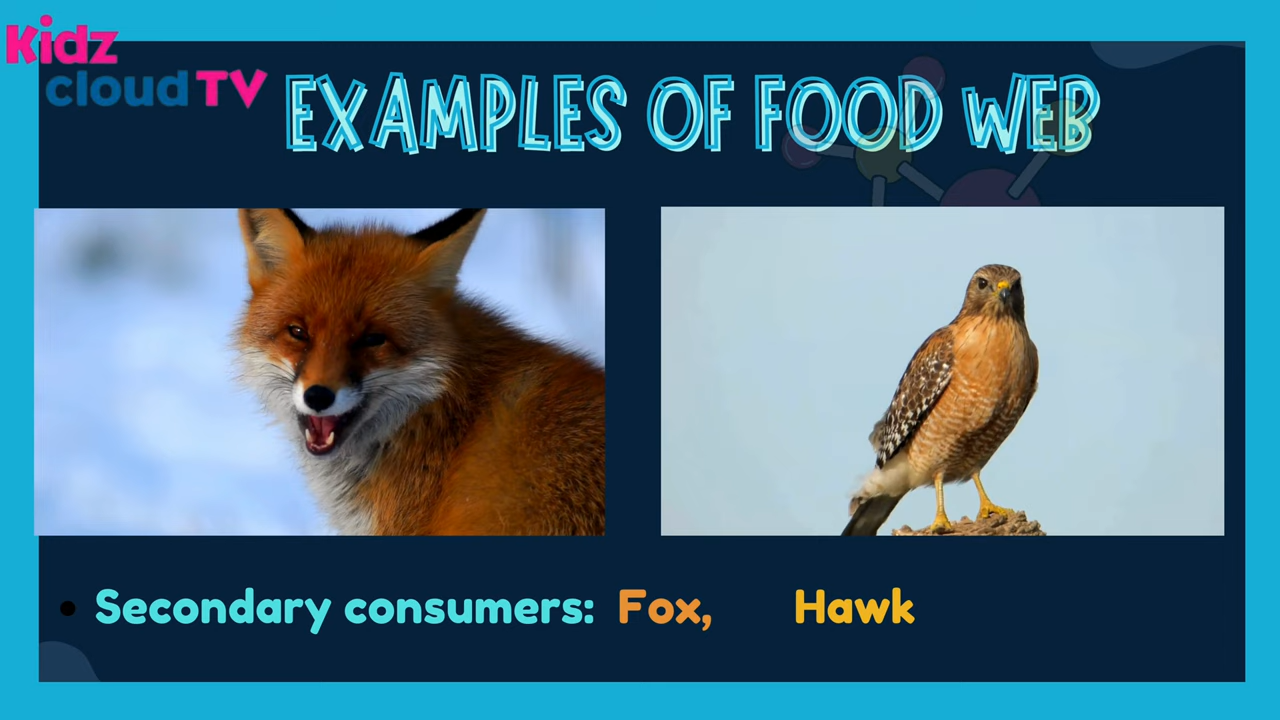 Kidz
cloud TV
EXAMPLES OF FOOD WEB
• Secondary consumers: Fox, Hawk